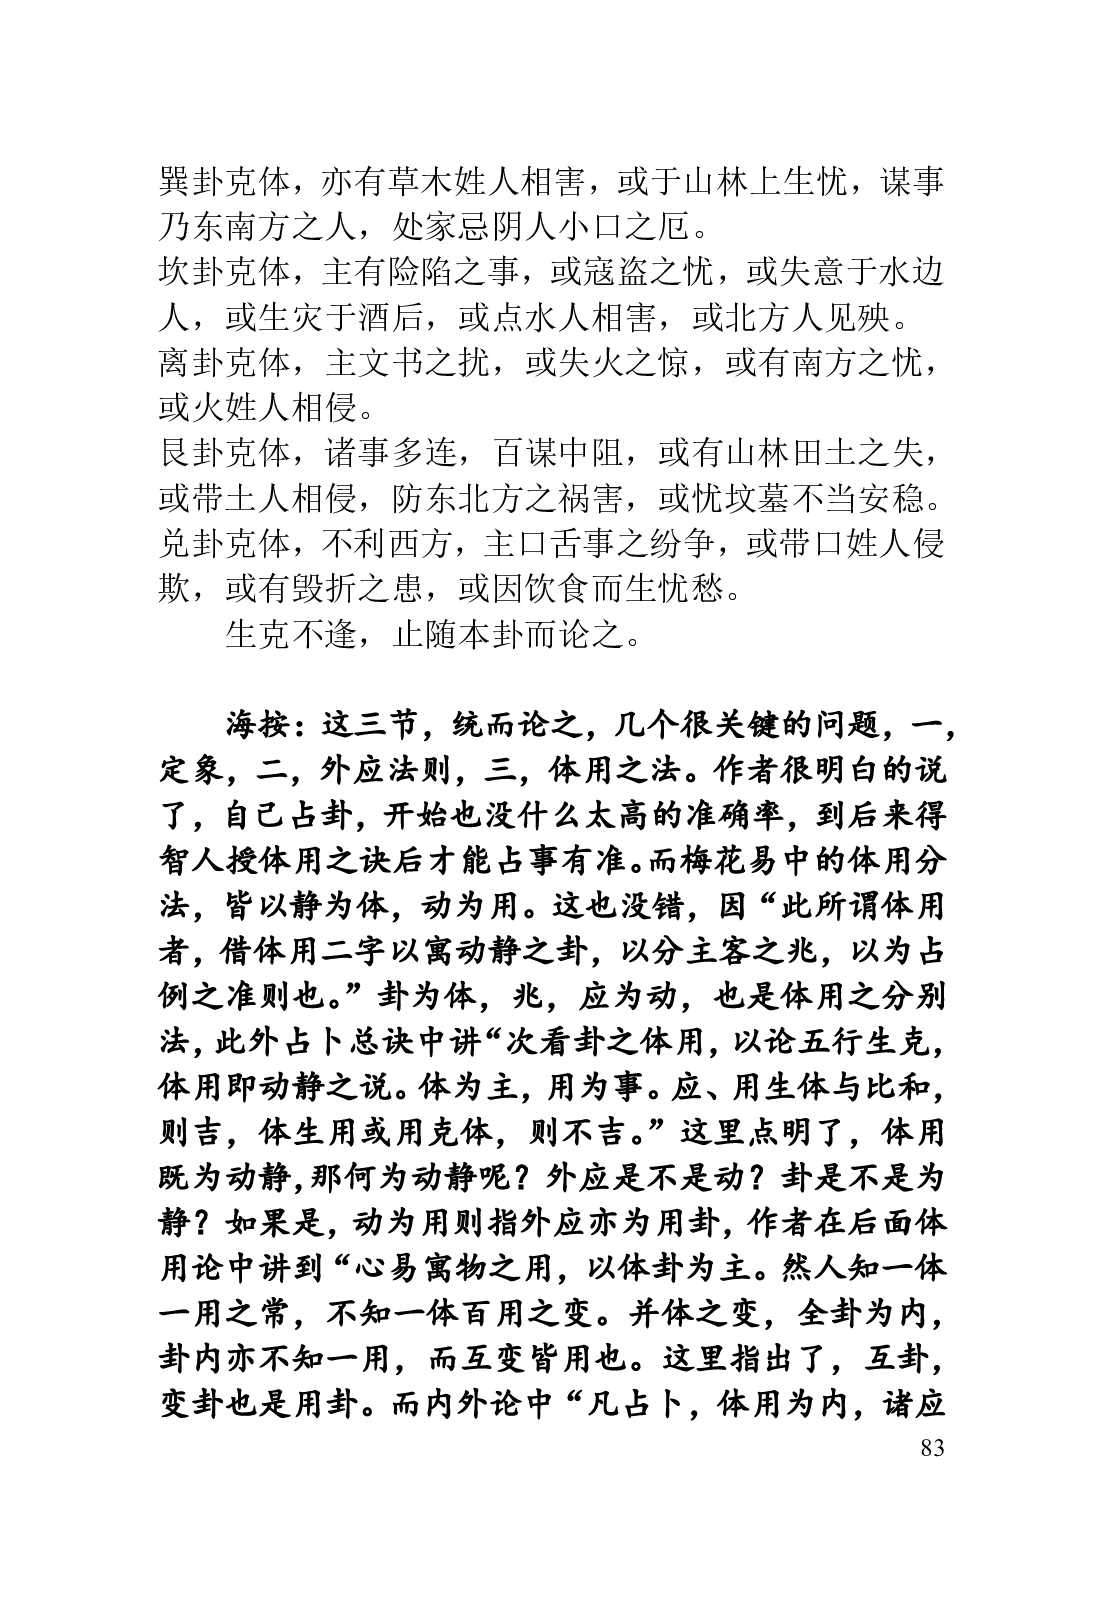 巽卦克体，亦有草木姓人相害，或于山林上生忧，谋事
乃东南方之人，处家忌阴人小口之厄。
坎卦克体，主有险陷之事，或寇盗之忧，或失意于水边
人，或生灾于酒后，或点水人相害，或北方人见殃。
离卦克体，主文书之扰，或失火之惊，或有南方之忧，
或火姓人相侵。
艮卦克体，诸事多连，百谋中阻，或有山林田土之失，
或带土人相侵，防东北方之祸害，或忧坟墓不当安稳。
兑卦克体，不利西方，主口舌事之纷争，或带口姓人侵
欺，或有毁折之患，或因饮食而生忧愁。
生克不逢，止随本卦而论之。
海按：这三节，统而论之，几个很关键的问题，一，
定象，二，外应法则，三，体用之法。作者很明白的说
了，自己占卦，开始也没什么太高的准确率，到后来得
智人授体用之诀后才能占事有准。而梅花易中的体用分
法，皆以静为体，动为用。这也没错，因“此所谓体用
者，借体用二字以寓动静之卦，以分主客之兆，以为占
例之准则也。”卦为体，兆，应为动，也是体用之分别
法，此外占卜总诀中讲“次看卦之体用，以论五行生克，
体用即动静之说。体为主，用为事。应、用生体与比和，
则吉，体生用或用克体，则不吉。”这里点明了，体用
既为动静，那何为动静呢？外应是不是动？卦是不是为
静？如果是，动为用则指外应亦为用卦，作者在后面体
用论中讲到“心易寓物之用，以体卦为主。然人知一体
一用之常，不知一体百用之变。并体之变，全卦为内，
卦内亦不知一用，而互变皆用也。这里指出了，互卦，
变卦也是用卦。而内外论中“凡占卜，体用为内，诸应
83